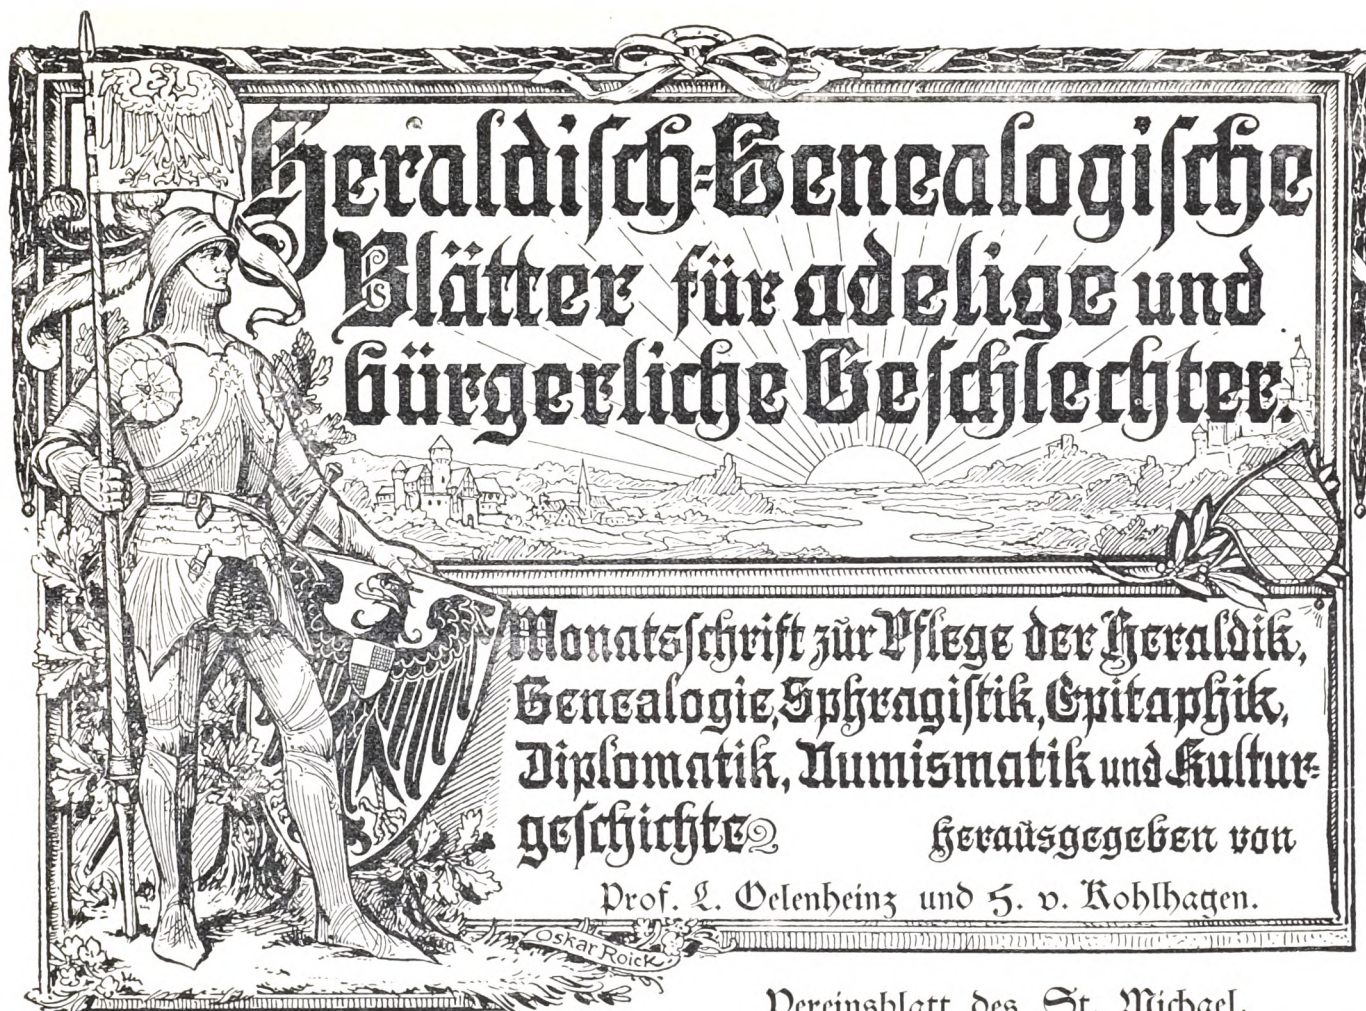 Heraldisch-Genealogische
Blätter für adelige und
bürgerliche Geschlechter.
Monatsschrift zur Pflege der Heraldik,
Genealogie, Sphragistik, Epitaphik,
Diplomatik, Numismatik und Kultur-
geschichte
herausgegeben von
Prof. L. Oelenheinz und H. v. Kohlhagen.
Oskar Roick
Vereinsblatt des St. Michael,